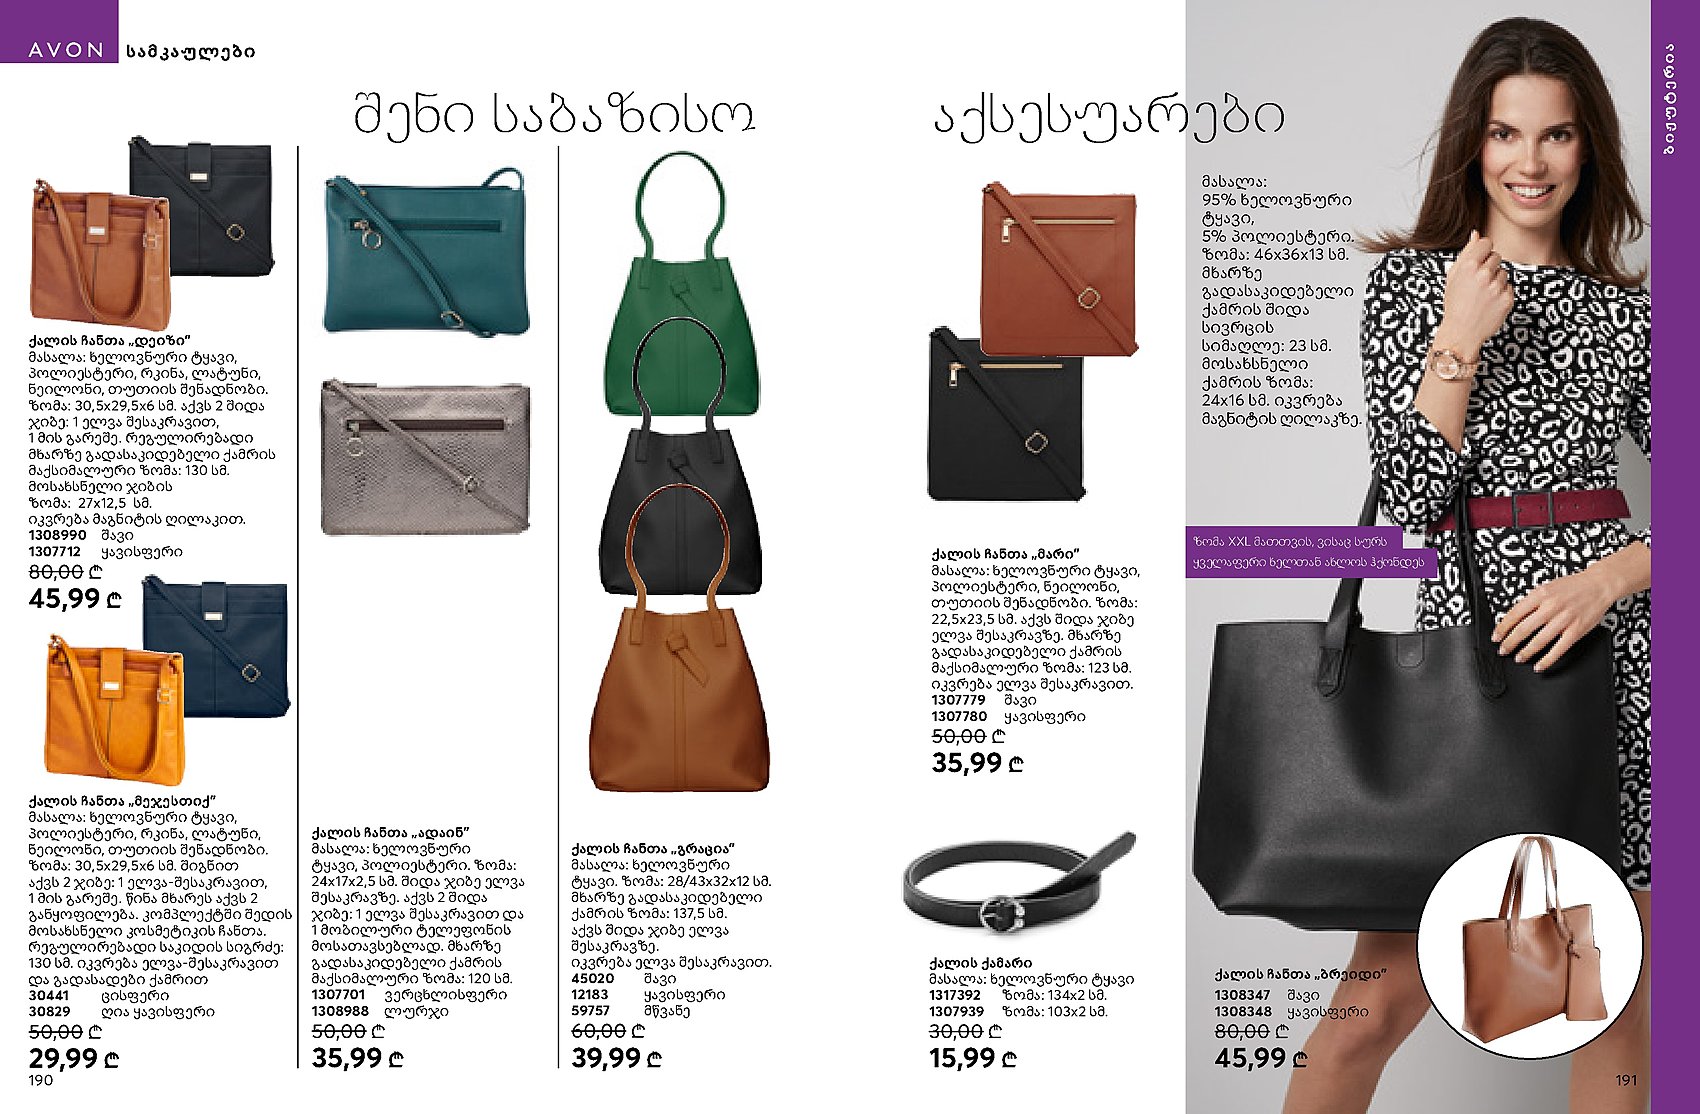 AVON სამკაულები
შენი საბაზისო აქსესუარები
ქალის ჩანთა „დეიზი”
მასალა: ხელოვნური ტყავი,
პოლიესტერი, რკინა, ლატუნი,
ნეილონი, თუთიის შენადნობი.
ზომა: 30,5x29,5x6 სმ. აქვს 2 შიდა
ჯიბე: 1 ელვა შესაკრავით,
1 მის გარეშე. რეგულირებადი
მხარზე გადასაკიდებელი ქამრის
მაქსიმალური ზომა: 130 სმ.
მოსახსნელი ჯიბის
ზომა: 27x12,5 სმ.
იკვრება მაგნიტის ღილაკით.
1308990 შავი
1307712 ყავისფერი
80,00 ₾
45,99 ₾
ქალის ჩანთა „მეჯესთიქ”
მასალა: ხელოვნური ტყავი,
პოლიესტერი, რკინა, ლატუნი,
ნეილონი, თუთიის შენადნობი.
ზომა: 30,5x29,5x6 სმ. შიგნით
აქვს 2 ჯიბე: 1 ელვა-შესაკრავით,
1 მის გარეშე. წინა მხარეს აქვს 2
განყოფილება. კომპლექტში შედის
მოსახსნელი კოსმეტიკის ჩანთა.
რეგულირებადი საკიდის სიგრძე:
130 სმ. იკვრება ელვა-შესაკრავით
და გადასადები ქამრით
30441 ცისფერი
30829 ღია ყავისფერი
50,00 ₾
29,99 ₾
190
ქალის ჩანთა „ადაინ”
მასალა: ხელოვნური
ტყავი, პოლიესტერი. ზომა:
24x17x2,5 სმ. შიდა ჯიბე ელვა
შესაკრავზე. აქვს 2 შიდა
ჯიბე: 1 ელვა შესაკრავით და
1 მობილური ტელეფონის
მოსათავსებლად. მხარზე
გადასაკიდებელი ქამრის
მაქსიმალური ზომა: 120 სმ.
1307701 ვერცხლისფერი
1308988 ლურჯი
50,00 ₾
35,99 ₾
ქალის ჩანთა „გრაცია”
მასალა: ხელოვნური
ტყავი. ზომა: 28/43x32x12 სმ.
მხარზე გადასაკიდებელი
ქამრის ზომა: 137,5 სმ.
აქვს შიდა ჯიბე ელვა
შესაკრავზე.
იკვრება ელვა შესაკრავით.
45020 შავი
12183 ყავისფერი
59757 მწვანე
60,00 ₾
39,99 ₾
ქალის ჩანთა „მარი”
მასალა: ხელოვნური ტყავი,
პოლიესტერი, ნეილონი,
თუთიის შენადნობი. ზომა:
22,5x23,5 სმ. აქვს შიდა ჯიბე
ელვა შესაკრავზე. მხარზე
გადასაკიდებელი ქამრის
მაქსიმალური ზომა: 123 სმ.
იკვრება ელვა შესაკრავით.
1307779 შავი
1307780 ყავისფერი
50,00 ₾
35,99 ₾
ქალის ქამარი
მასალა: ხელოვნური ტყავი
1317392 ზომა: 134x2 სმ.
1307939 ზომა: 103x2 სმ.
30,00 ₾
15,99 ₾
მასალა:
95% ხელოვნური
ტყავი,
5% პოლიესტერი.
ზომა: 46x36x13 სმ.
მხარზე
გადასაკიდებელი
ქამრის შიდა
სივრცის
სიმაღლე: 23 სმ.
მოსახსნელი
ქამრის ზომა:
24x16 სმ. იკვრება
მაგნიტის ღილაკზე.
ზომა XXL მათთვის, ვისაც სურს
ყველაფერი ხელთან ახლოს ჰქონდეს
ქალის ჩანთა „ბრეიდი”
1308347 შავი
1308348 ყავისფერი
80,00 ₾
45,99 ₾
191
ბიჟუტერია